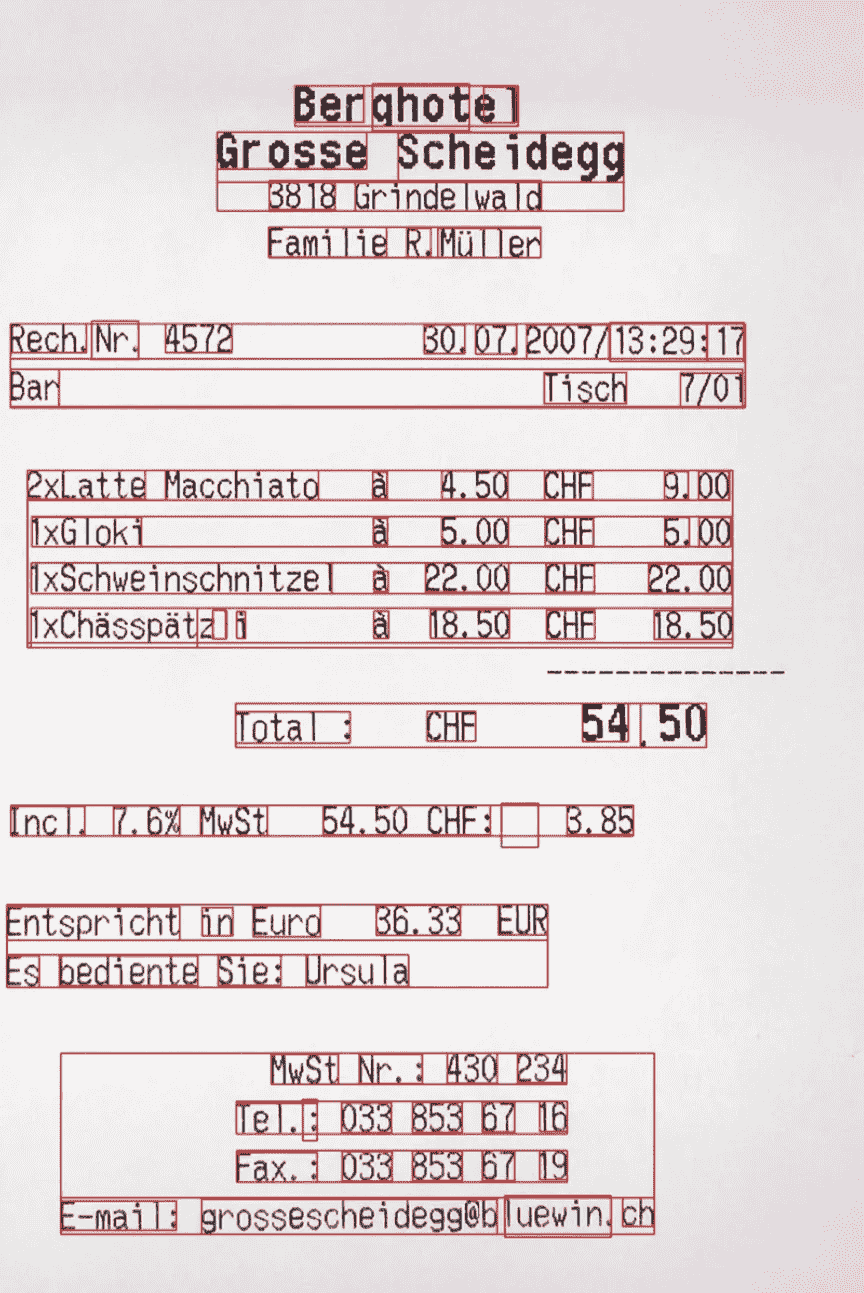 Berghotel
Grosse Scheidegg
3818 Grindelwald
Familie R.Müller
Rech.Nr. 4572 30.07.2007/13:29:17
Bar Tisch 7/01
2xLatte Macchiato à 4.50 CHF 9.00
1xGloki à 5.00 CHF 5.00
1xSchweinschnitzel à 22.00 CHF 22.00
1xChässpätzli à 18.50 CHF 18.50
Total: CHF 54.50
Incl. 7.6% MwSt 54.50 CHF: 3.85
Entspricht in Euro 36.33 EUR
Es bediente Sie: Ursula
MwSt Nr.: 430 234
Tel.: 033 853 67 16
Fax.: 033 853 67 19
E-mail: grossescheidegg@bluewin.ch